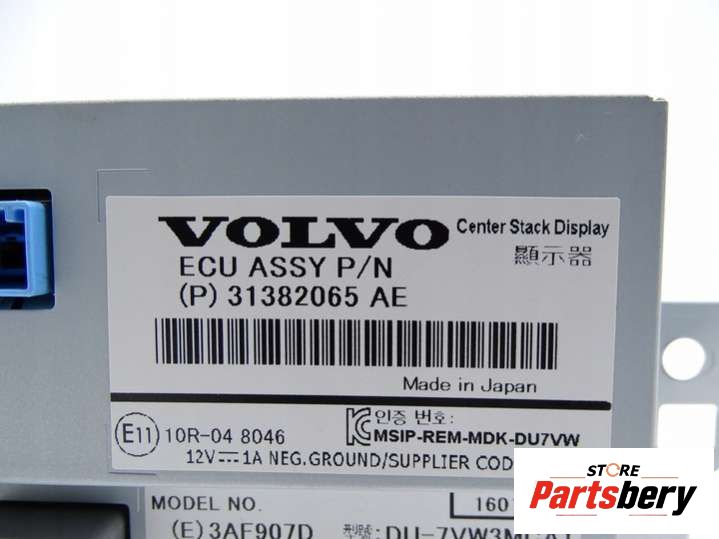 VOLVO Center Stack Display
顯示器
ECU ASSY P/N
(P) 31382065 AE
Made in Japan
E11 10R-04 8046
인증 번호:
MSIP-REM-MDK-DU7VW
12V 1A NEG.GROUND/SUPPLIER COD
MODEL NO.
(E) 3AF907D
STORE
Partsbery